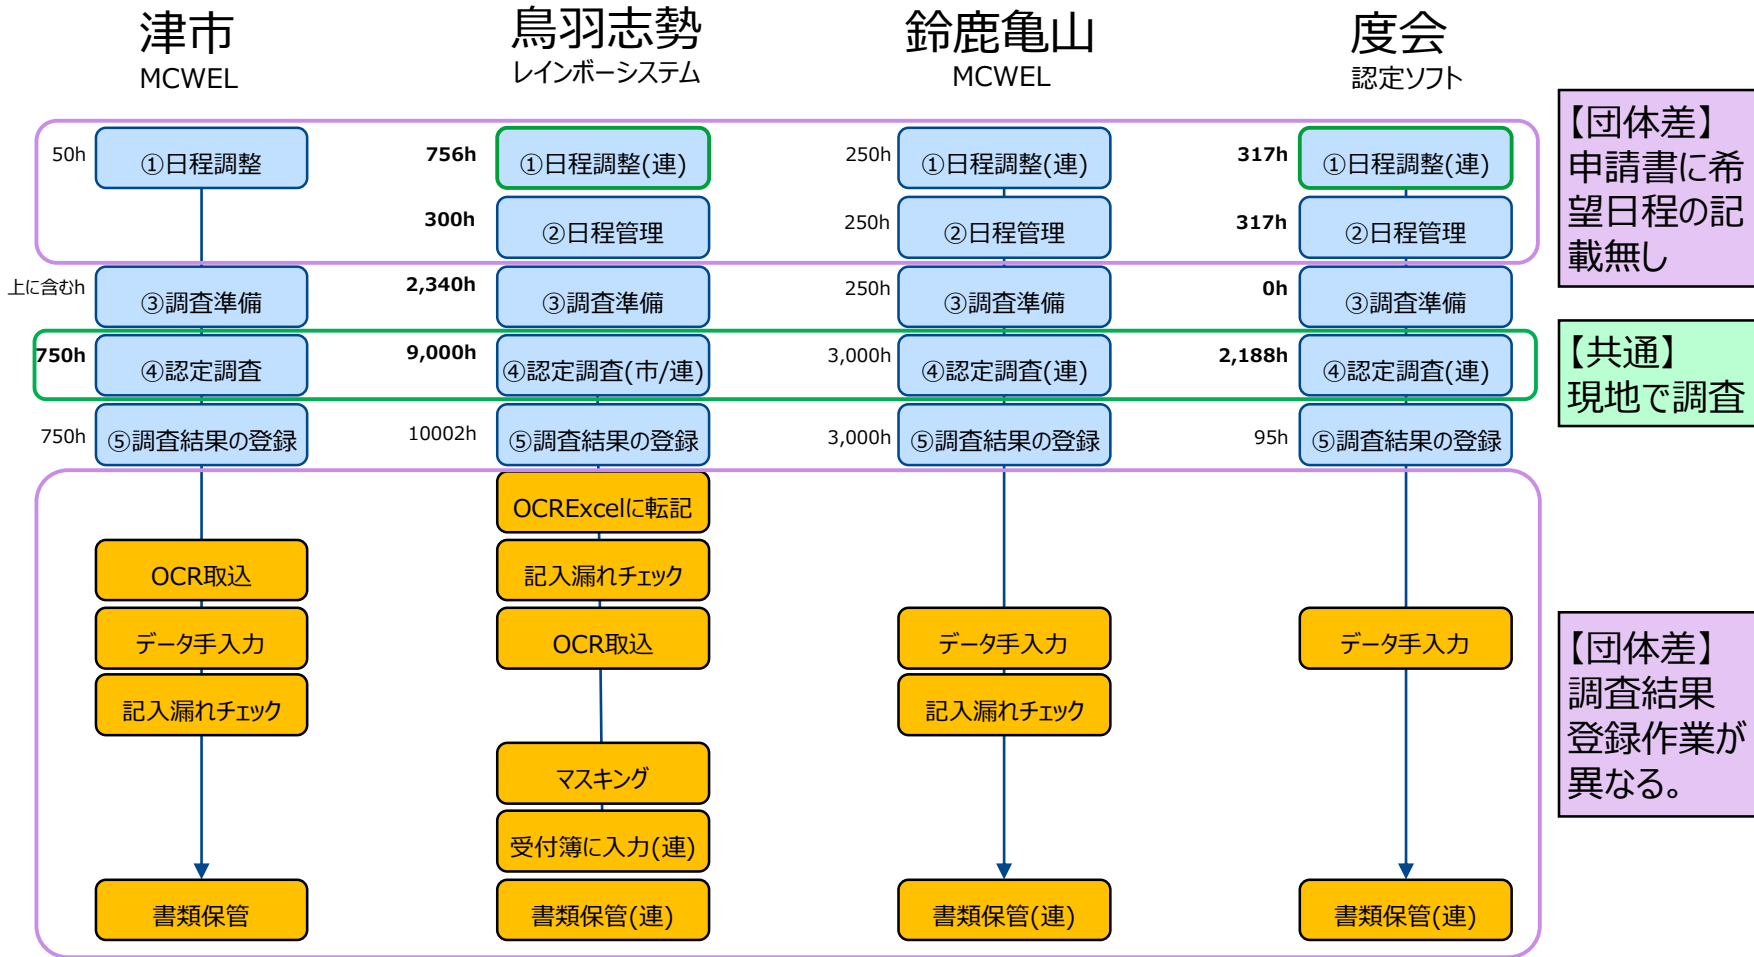 津市
MCWEL
鳥羽志勢
レインボーシステム
鈴鹿亀山
MCWEL
度会
認定ソフト
50h
①日程調整
756h
①日程調整(連)
250h
①日程調整(連)
317h
①日程調整(連)
300h
②日程管理
250h
②日程管理
317h
②日程管理
【団体差】
申請書に希
望日程の記
載無し
上に含むh
③調査準備
2,340h
③調査準備
250h
③調査準備
0h
③調査準備
750h
④認定調査
9,000h
④認定調査(市/連)
3,000h
④認定調査(連)
2,188h
④認定調査(連)
【共通】
現地で調査
750h
⑤調査結果の登録
10002h
⑤調査結果の登録
3,000h
⑤調査結果の登録
95h
⑤調査結果の登録
OCRExcelに転記
OCR取込
記入漏れチェック
データ手入力
OCR取込
データ手入力
データ手入力
記入漏れチェック
記入漏れチェック
マスキング
受付簿に入力(連)
書類保管
書類保管(連)
書類保管(連)
書類保管(連)
【団体差】
調査結果
登録作業が
異なる。